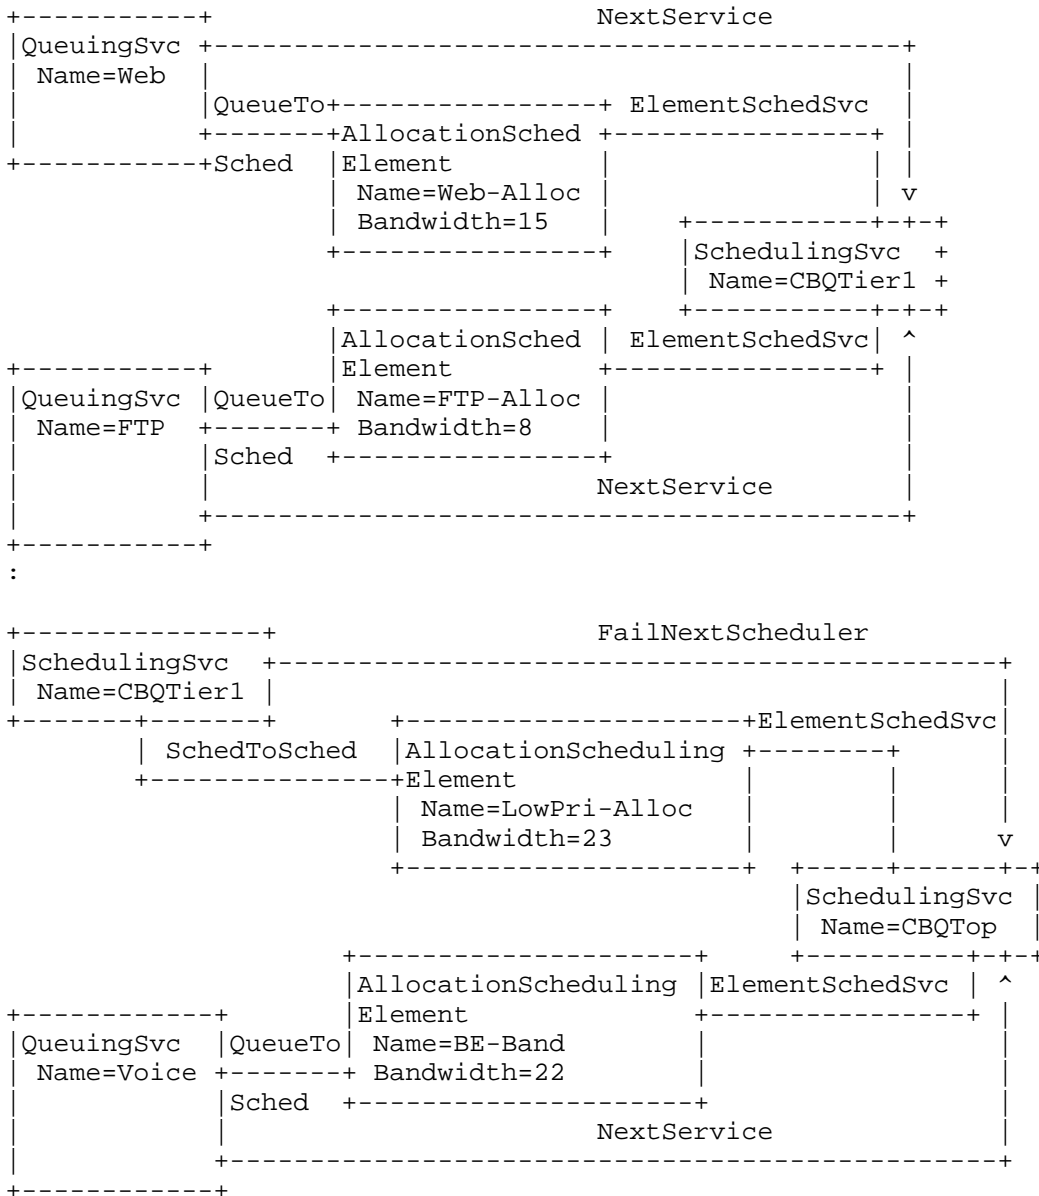 +-----------+                          NextService
|QueuingSvc +-----------------------------------------------+
| Name=Web  |                                               |
|           |QueueTo+----------------+ ElementSchedSvc      |
|           +-------+AllocationSched +-----------------+    |
+-----------+Sched  |Element         |                 |    |
                    | Name=Web-Alloc |                 |    v
                    | Bandwidth=15   |     +-----------+-+-+
                    +----------------+     |SchedulingSvc  +
                                           | Name=CBQTier1 +
                    +----------------+     +-----------+-+-+
                    |AllocationSched | ElementSchedSvc| ^
+-----------+       |Element         +----------------+ |
|QueuingSvc |QueueTo| Name=FTP-Alloc |                  |
| Name=FTP  +-------+ Bandwidth=8    |                  |
|           |Sched  +----------------+                  |
|           |                        NextService        |
|           +-------------------------------------------+
+-----------+
:
+---------------+                      FailNextScheduler
|SchedulingSvc  +------------------------------------------------+
| Name=CBQTier1 |                                                |
+-------+-------+       +---------------------+ElementSchedSvc|
        | SchedToSched  |AllocationScheduling +--------+       |
        +---------------+Element              |        |       |
                        | Name=LowPri-Alloc   |        |       |
                        | Bandwidth=23        |        |       v
                        +---------------------+  +-----+------+-+
                                                 |SchedulingSvc |
                                                 | Name=CBQTop  |
                     +---------------------+     +----------+-+-+
                     |AllocationScheduling |ElementSchedSvc | ^
+------------+       |Element              +----------------+ |
|QueuingSvc  |QueueTo| Name=BE-Band        |                  |
| Name=Voice +-------+ Bandwidth=22        |                  |
|            |Sched  +---------------------+                  |
|            |                         NextService            |
|            +------------------------------------------------+
+------------+